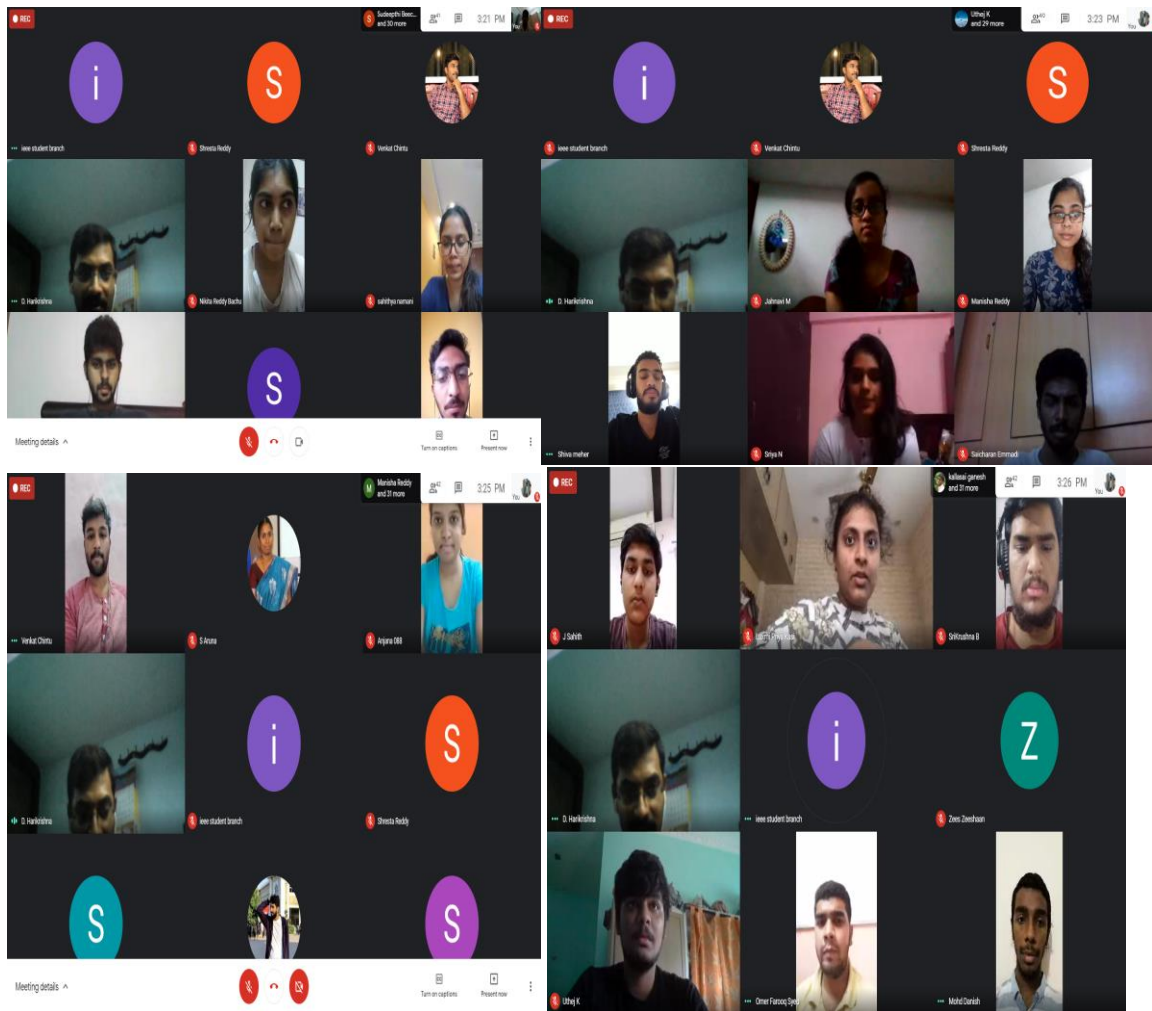 REC
Sudeepthi Beec...
and 30 more
41
3:21 PM
You
i
S
ieee student branch
Shresta Reddy
Venkat Chintu
D. Harikrishna
Nikita Reddy Bachu
sahithya namani
S
Meeting details
Turn on captions
Present now
REC
Uthej K
and 29 more
40
3:23 PM
You
i
S
ieee student branch
Venkat Chintu
Shresta Reddy
D. Harikrishna
Jahnavi M
Manisha Reddy
Shiva meher
Sriya N
Saicharan Emmadi
REC
M
Manisha Reddy
and 31 more
42
3:25 PM
You
Venkat Chintu
S Aruna
Anjana 088
i
S
D. Harikrishna
ieee student branch
Shresta Reddy
S
S
Meeting details
Turn on captions
Present now
REC
kallasai ganesh
and 31 more
42
3:26 PM
You
J Sahith
SriKrushna B
i
Z
D. Harikrishna
ieee student branch
Zees Zeeshaan
Uthej K
Omer Farooq Syed
Mohd Danish